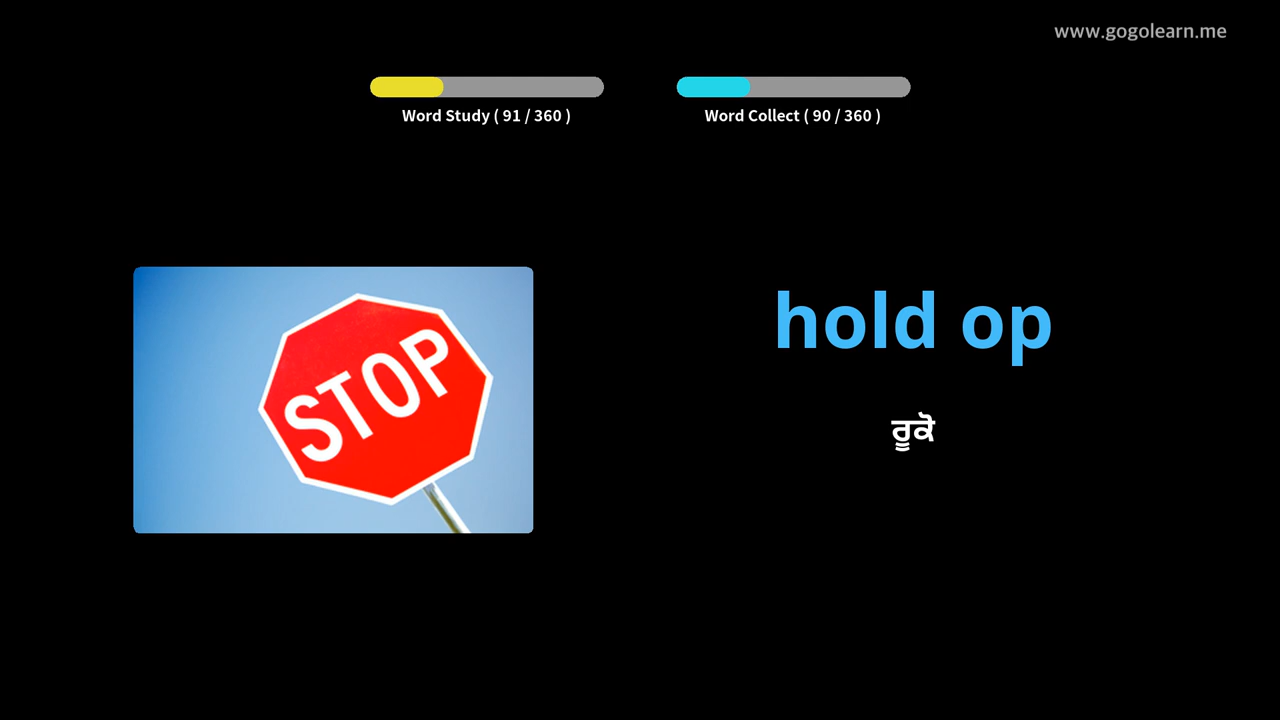 www.gogolearn.me
Word Study ( 91 / 360 )
Word Collect ( 90 / 360 )
STOP
hold op
ਰੂਕੋ